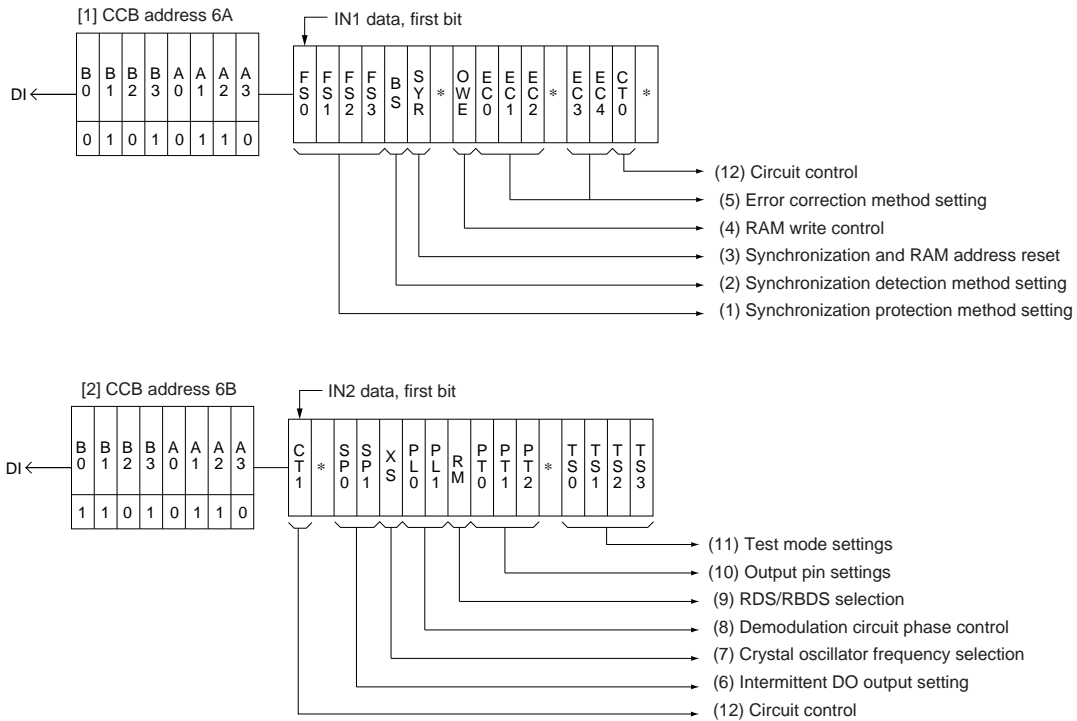 [1] CCB address 6A
IN1 data, first bit
DI
B0 B1 B2 B3 A0 A1 A2 A3
0 1 0 1 0 1 1 0
FS0 FS1 FS2 FS3 BS SYR * OWE EC0 EC1 EC2 * EC3 EC4 CT0 *
(12) Circuit control
(5) Error correction method setting
(4) RAM write control
(3) Synchronization and RAM address reset
(2) Synchronization detection method setting
(1) Synchronization protection method setting
[2] CCB address 6B
IN2 data, first bit
DI
B0 B1 B2 B3 A0 A1 A2 A3
1 1 0 1 0 1 1 0
CT1 * SP0 SP1 XS PL0 PL1 RM PT0 PT1 PT2 * TS0 TS1 TS2 TS3
(11) Test mode settings
(10) Output pin settings
(9) RDS/RBDS selection
(8) Demodulation circuit phase control
(7) Crystal oscillator frequency selection
(6) Intermittent DO output setting
(12) Circuit control